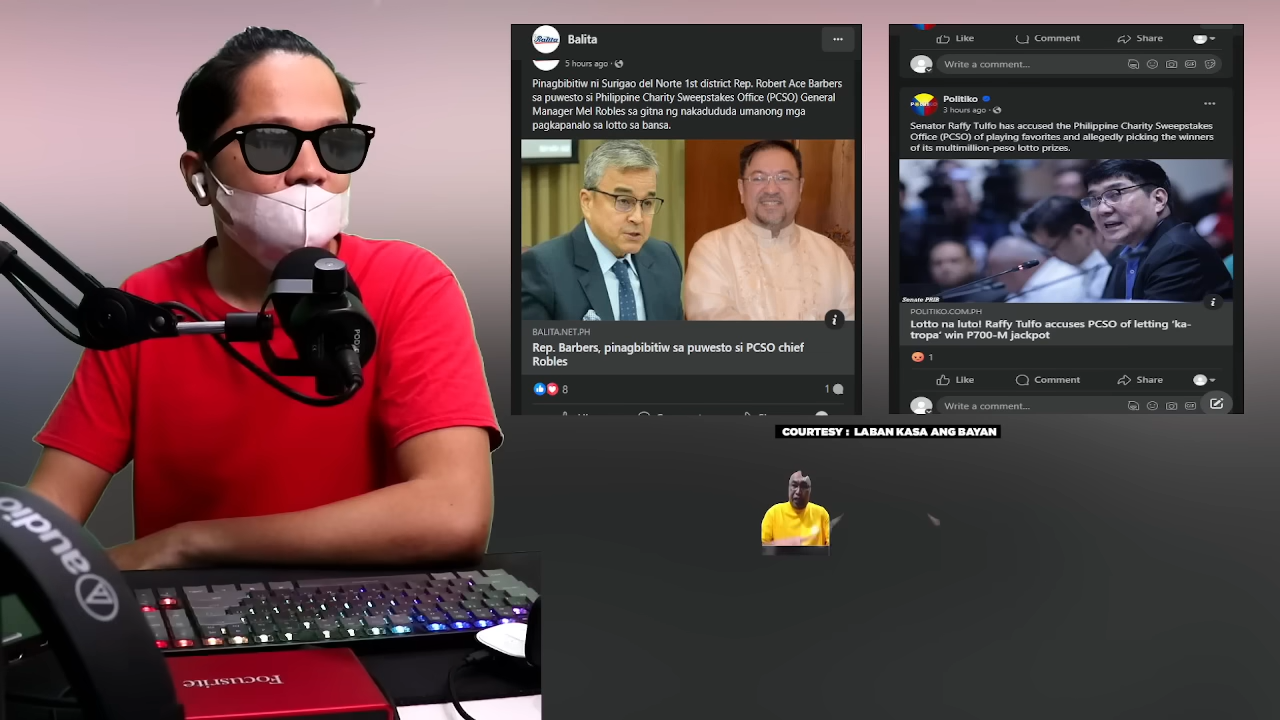 Balita
Balita
5 hours ago
Pinagbibitiw ni Surigao del Norte 1st district Rep. Robert Ace Barbers
sa puwesto si Philippine Charity Sweepstakes Office (PCSO) General
Manager Mel Robles sa gitna ng nakadududa umanong mga
pagkapanalo sa lotto sa bansa.
BALITA.NET.PH
Rep. Barbers, pinagbibitiw sa puwesto si PCSO chief
Robles
8
1
Like Comment Share
Write a comment...
Politiko
3 hours ago
Senator Raffy Tulfo has accused the Philippine Charity Sweepstakes
Office (PCSO) of playing favorites and allegedly picking the winners
of its multimillion-peso lotto prizes.
Senate PRIB
POLITIKO.COM.PH
Lotto na luto! Raffy Tulfo accuses PCSO of letting ‘ka-
tropa’ win P700-M jackpot
1
Like Comment Share
Write a comment...
COURTESY : LABAN KASA ANG BAYAN
audio
Focusrite